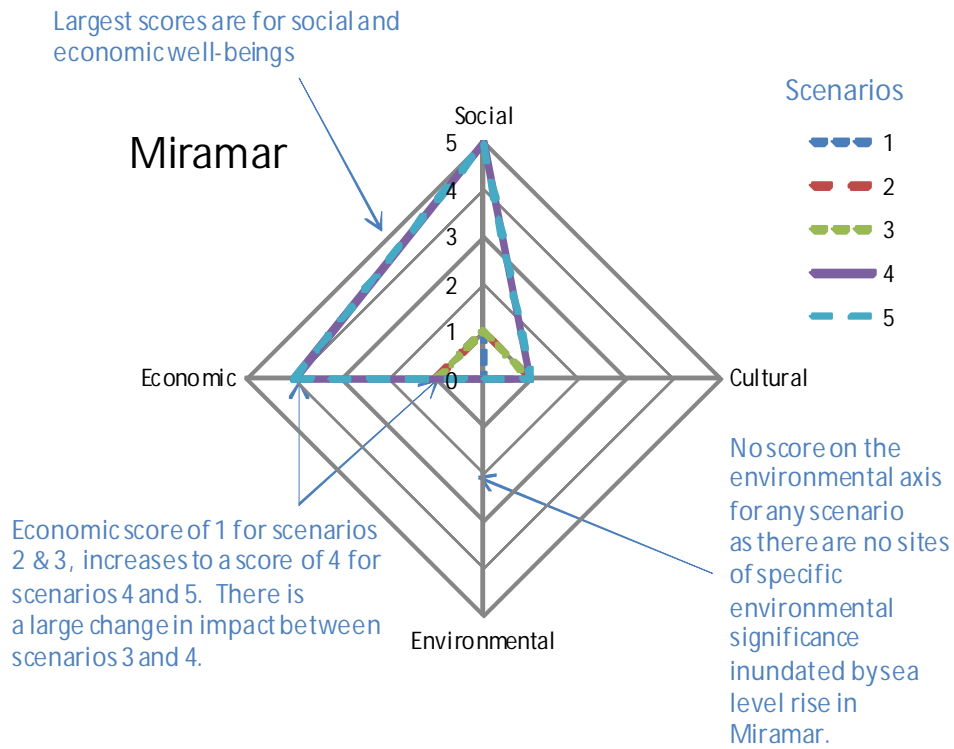 Largest scores are for social and
economic well-beings
Miramar
Social
5
4
3
2
1
0
Economic
Cultural
Environmental
Scenarios
1
2
3
4
5
Economic score of 1 for scenarios
2 & 3, increases to a score of 4 for
scenarios 4 and 5. There is
a large change in impact between
scenarios 3 and 4.
No score on the
environmental axis
for any scenario
as there are no sites
of specific
environmental
significance
inundated by sea
level rise in
Miramar.